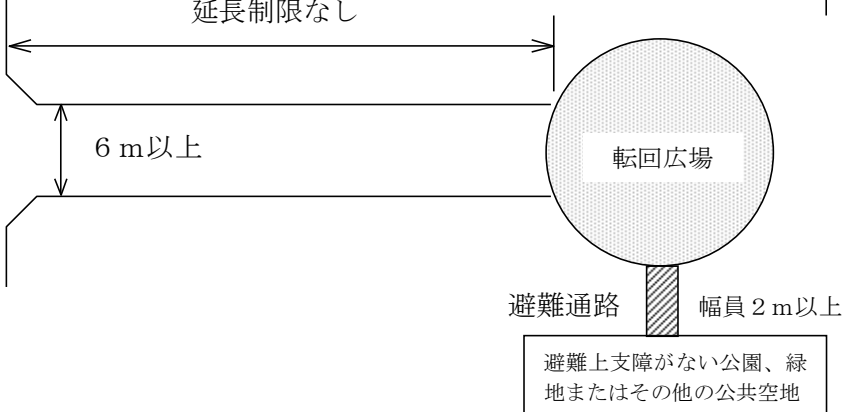 延長制限なし
6m以上
転回広場
避難通路 幅員2m以上
避難上支障がない公園、緑
地またはその他の公共空地